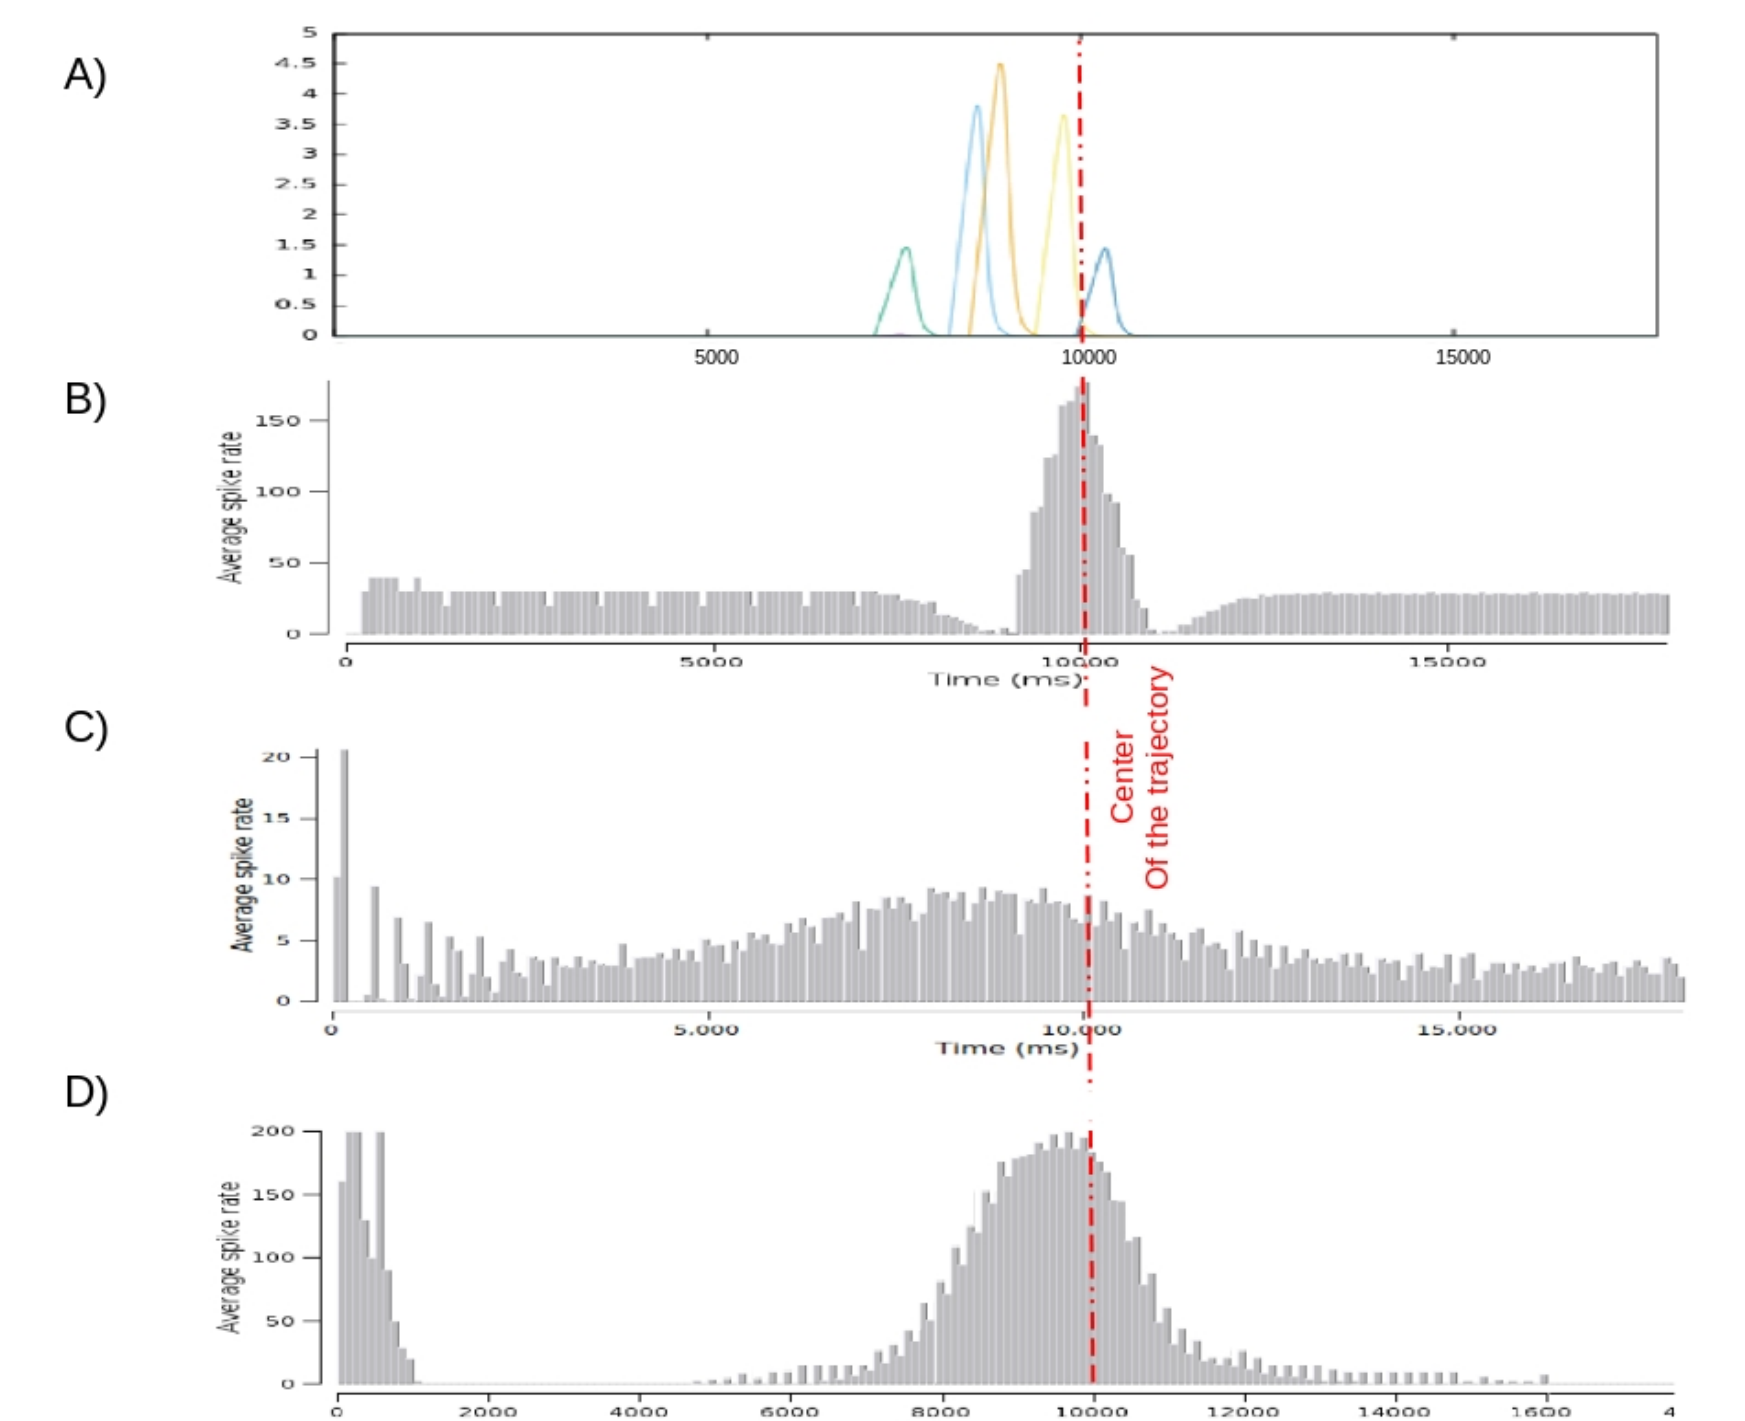 A)
5
4.5
4
3.5
3
2.5
2
1.5
1
0.5
0
5000 10000 15000
B)
Average spike rate
150
100
50
0
0 5000 10000 15000
Time (ms)
Center
Of the trajectory
C)
Average spike rate
20
15
10
5
0
0 5.000 10.000 15.000
Time (ms)
D)
Average spike rate
200
150
100
50
0
0 2000 4000 6000 8000 10000 12000 14000 1600 4